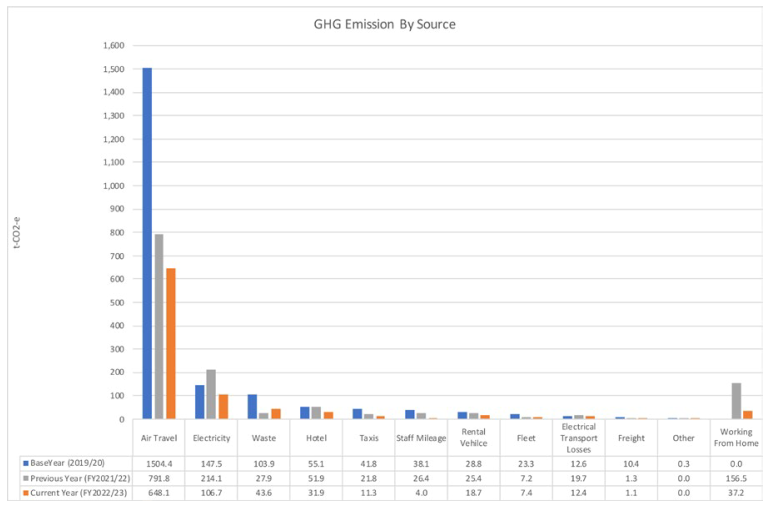 GHG Emission By Source
1,600
1,500
1,400
1,300
1,200
1,100
1,000
900
800
700
600
500
400
300
200
100
0
t-CO2-e
Air Travel Electricity Waste Hotel Taxis Staff Mileage Rental Vehilce Fleet Electrical Transport Losses Freight Other Working From Home
BaseYear (2019/20) 1504.4 147.5 103.9 55.1 41.8 38.1 28.8 23.3 12.6 10.4 0.3 0.0
Previous Year (FY2021/22) 791.8 214.1 27.9 51.9 21.8 26.4 25.4 7.2 19.7 1.3 0.0 156.5
Current Year (FY2022/23) 648.1 106.7 43.6 31.9 11.3 4.0 18.7 7.4 12.4 1.1 0.0 37.2